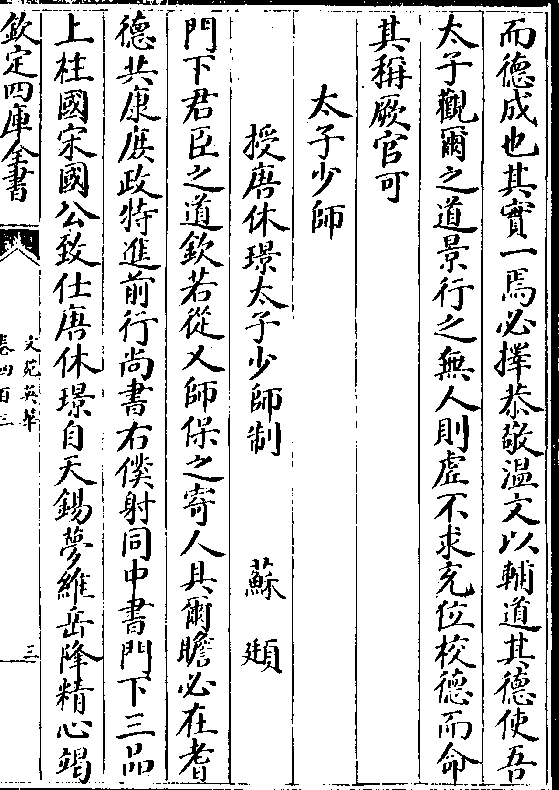 而德成也其實一焉必擇恭敬温文以輔道其德使吾
太子觀爾之道景行之無人則虚不求充位校德而命
其稱厥官可
太子少師
授唐休璟太子少師制 蘇頲
門下君臣之道欽若從乂師保之寄人具爾瞻必在耆
德共康庶政特進前行尚書右僕射同中書門下三品
上柱國宋國公致仕唐休璟自天錫夢維岳降精心竭
欽定四庫全書
文苑英華
卷四百三
三